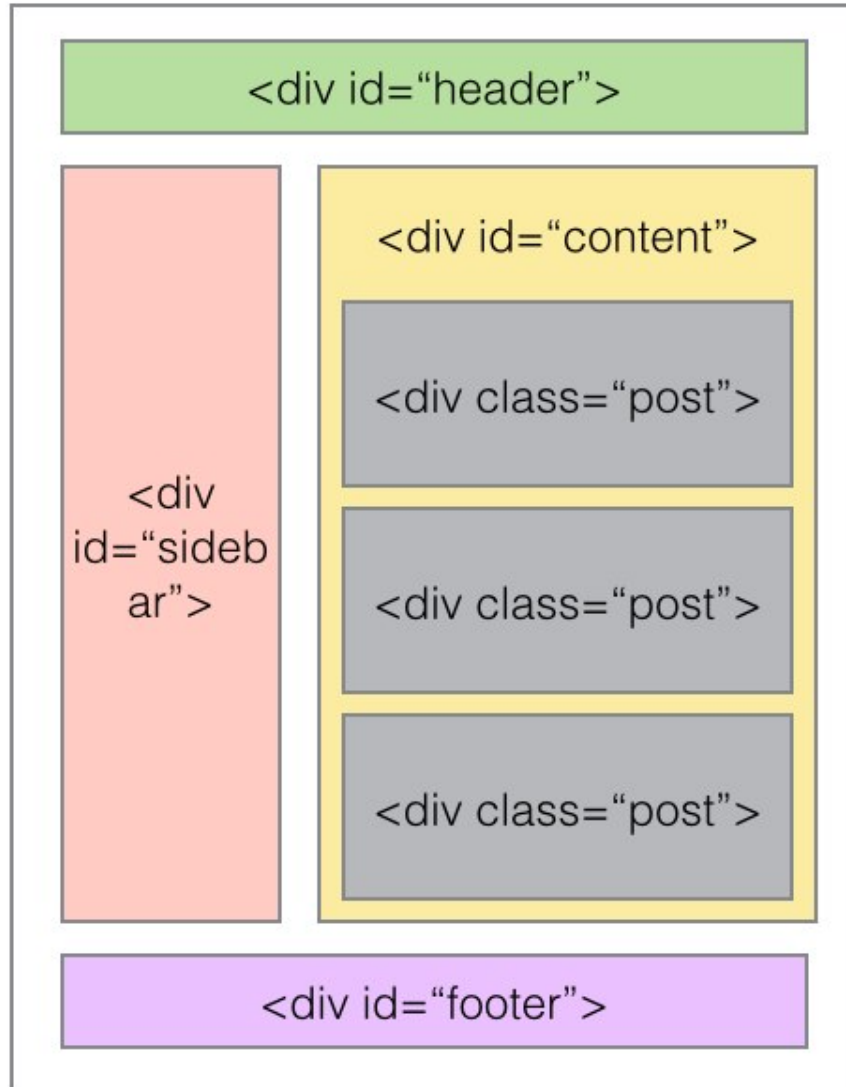 <div id=“header”>
<div
id=“sideb
ar”>
<div id=“content”>
<div class=“post”>
<div class=“post”>
<div class=“post”>
<div id=“footer”>